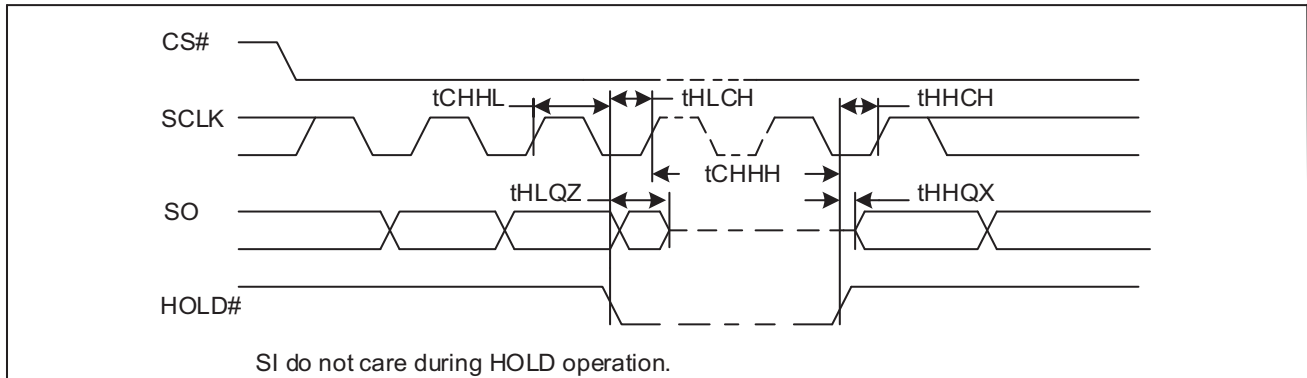 CS#
tCHHL
tHLCH
tHHCH
SCLK
tCHHH
tHLQZ
tHHQX
SO
HOLD#
SI do not care during HOLD operation.